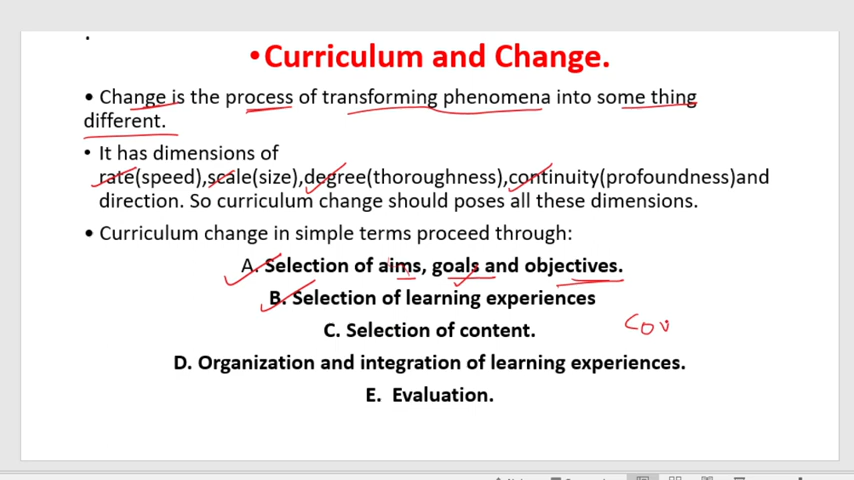 •Curriculum and Change.
• Change is the process of transforming phenomena into some thing
different.
• It has dimensions of
rate(speed),scale(size),degree(thoroughness),continuity(profoundness)and
direction. So curriculum change should poses all these dimensions.
• Curriculum change in simple terms proceed through:
A. Selection of aims, goals and objectives.
B. Selection of learning experiences
C. Selection of content.
D. Organization and integration of learning experiences.
E. Evaluation.